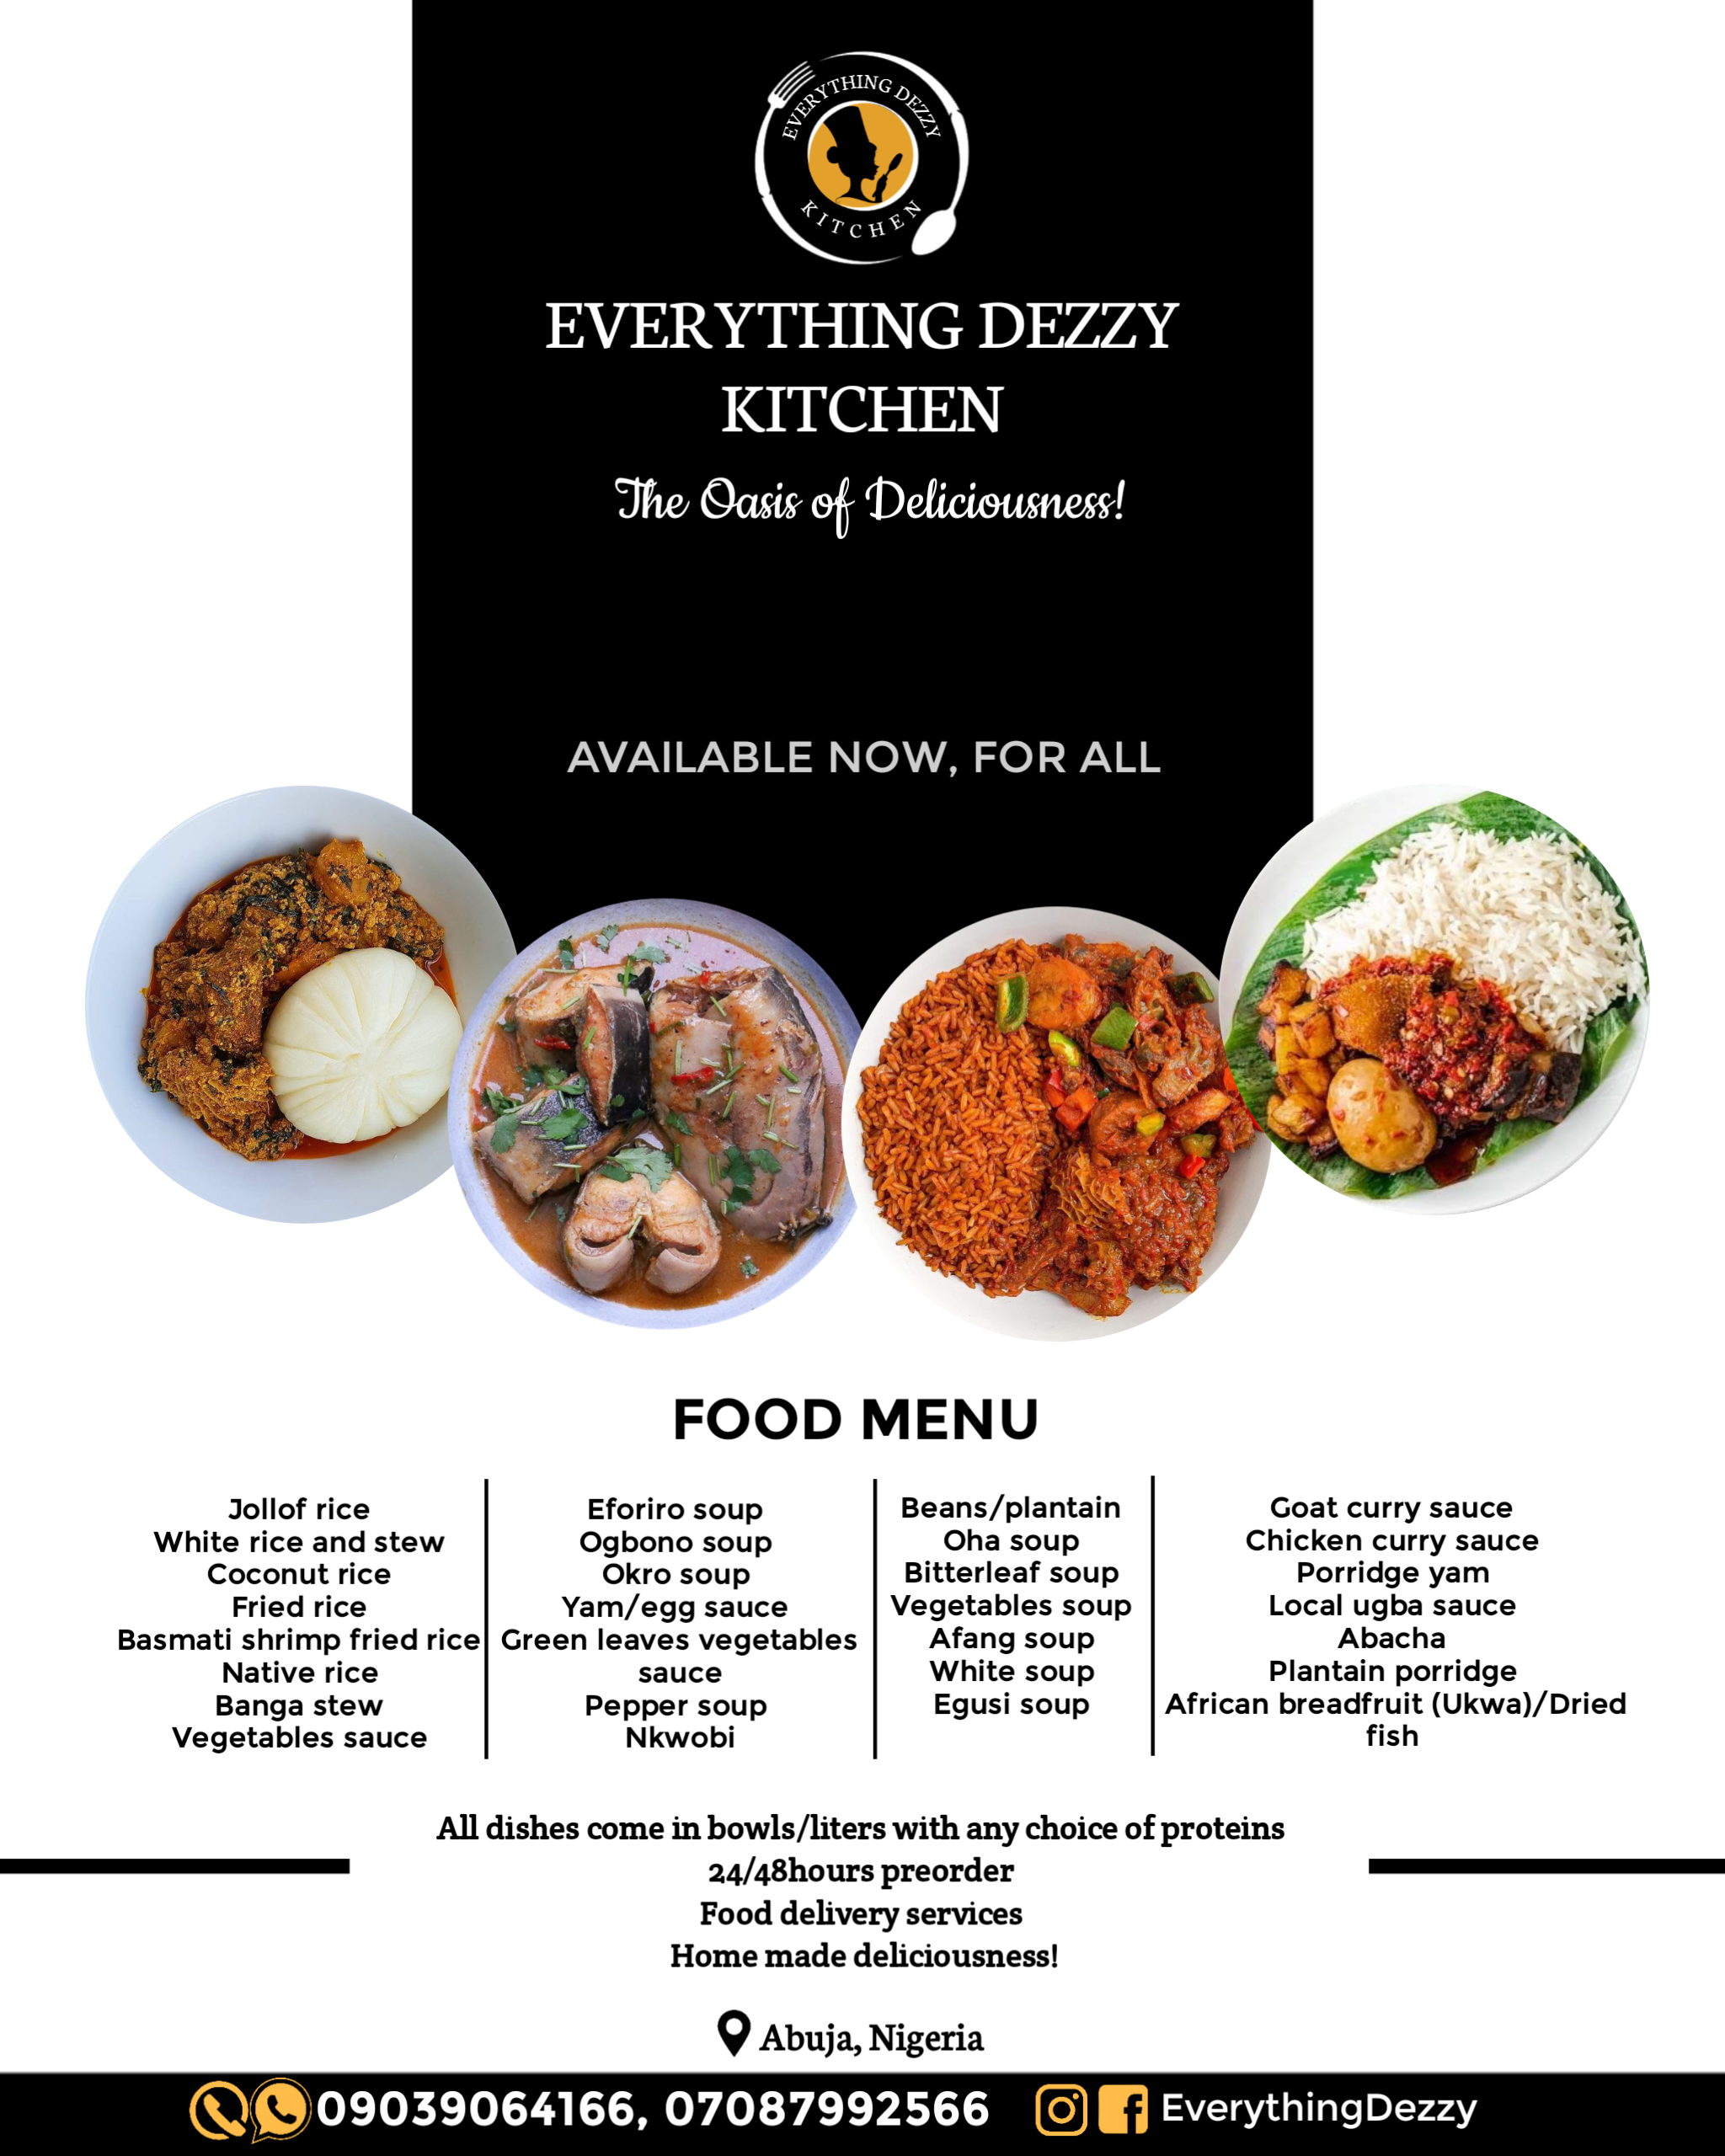 EVERYTHING DEZZY
KITCHEN
EVERYTHING DEZZY
KITCHEN
The Oasis of Deliciousness!
AVAILABLE NOW, FOR ALL
FOOD MENU
Jollof rice
White rice and stew
Coconut rice
Fried rice
Basmati shrimp fried rice
Native rice
Banga stew
Vegetables sauce
Eforiro soup
Ogbono soup
Okro soup
Yam/egg sauce
Green leaves vegetables
sauce
Pepper soup
Nkwobi
Beans/plantain
Oha soup
Bitterleaf soup
Vegetables soup
Afang soup
White soup
Egusi soup
Goat curry sauce
Chicken curry sauce
Porridge yam
Local ugba sauce
Abacha
Plantain porridge
African breadfruit (Ukwa)/Dried
fish
All dishes come in bowls/liters with any choice of proteins
24/48hours preorder
Food delivery services
Home made deliciousness!
Abuja, Nigeria
09039064166, 07087992566
EverythingDezzy